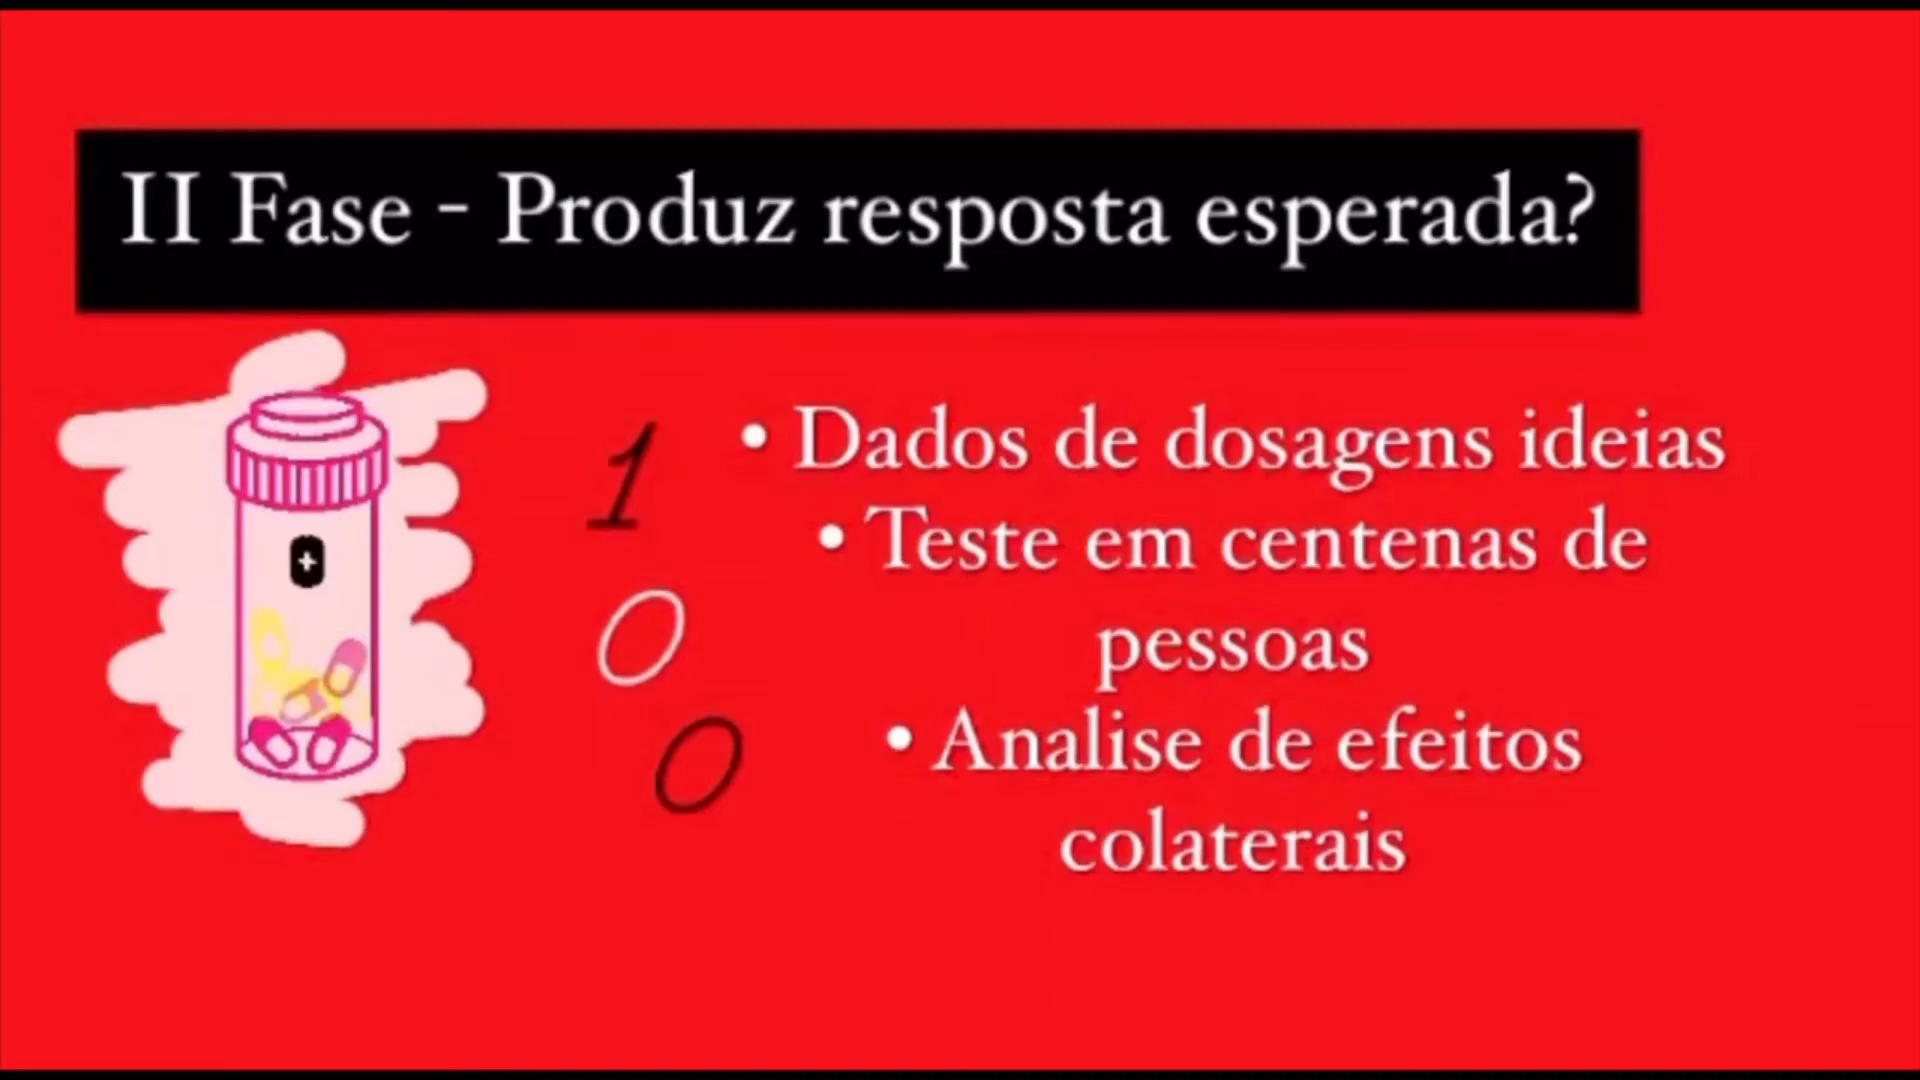 II Fase - Produz resposta esperada?
+
1
0
0
• Dados de dosagens ideias
• Teste em centenas de
pessoas
• Analise de efeitos
colaterais